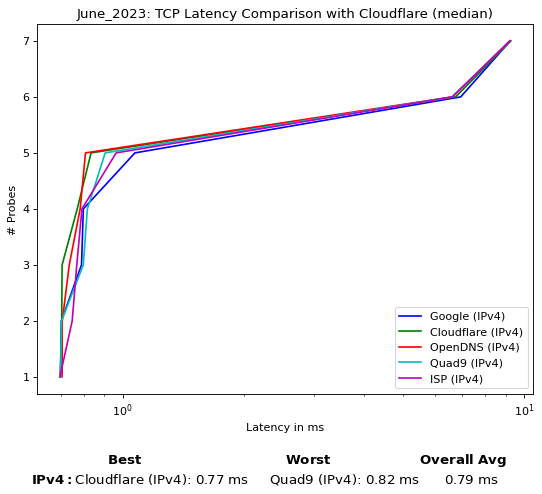 June_2023: TCP Latency Comparison with Cloudflare (median)
7
6
5
4
3
2
1
# Probes
Google (IPv4)
Cloudflare (IPv4)
OpenDNS (IPv4)
Quad9 (IPv4)
ISP (IPv4)
10⁰ 10¹
Latency in ms
Best Worst Overall Avg
IPv4: Cloudflare (IPv4): 0.77 ms Quad9 (IPv4): 0.82 ms 0.79 ms